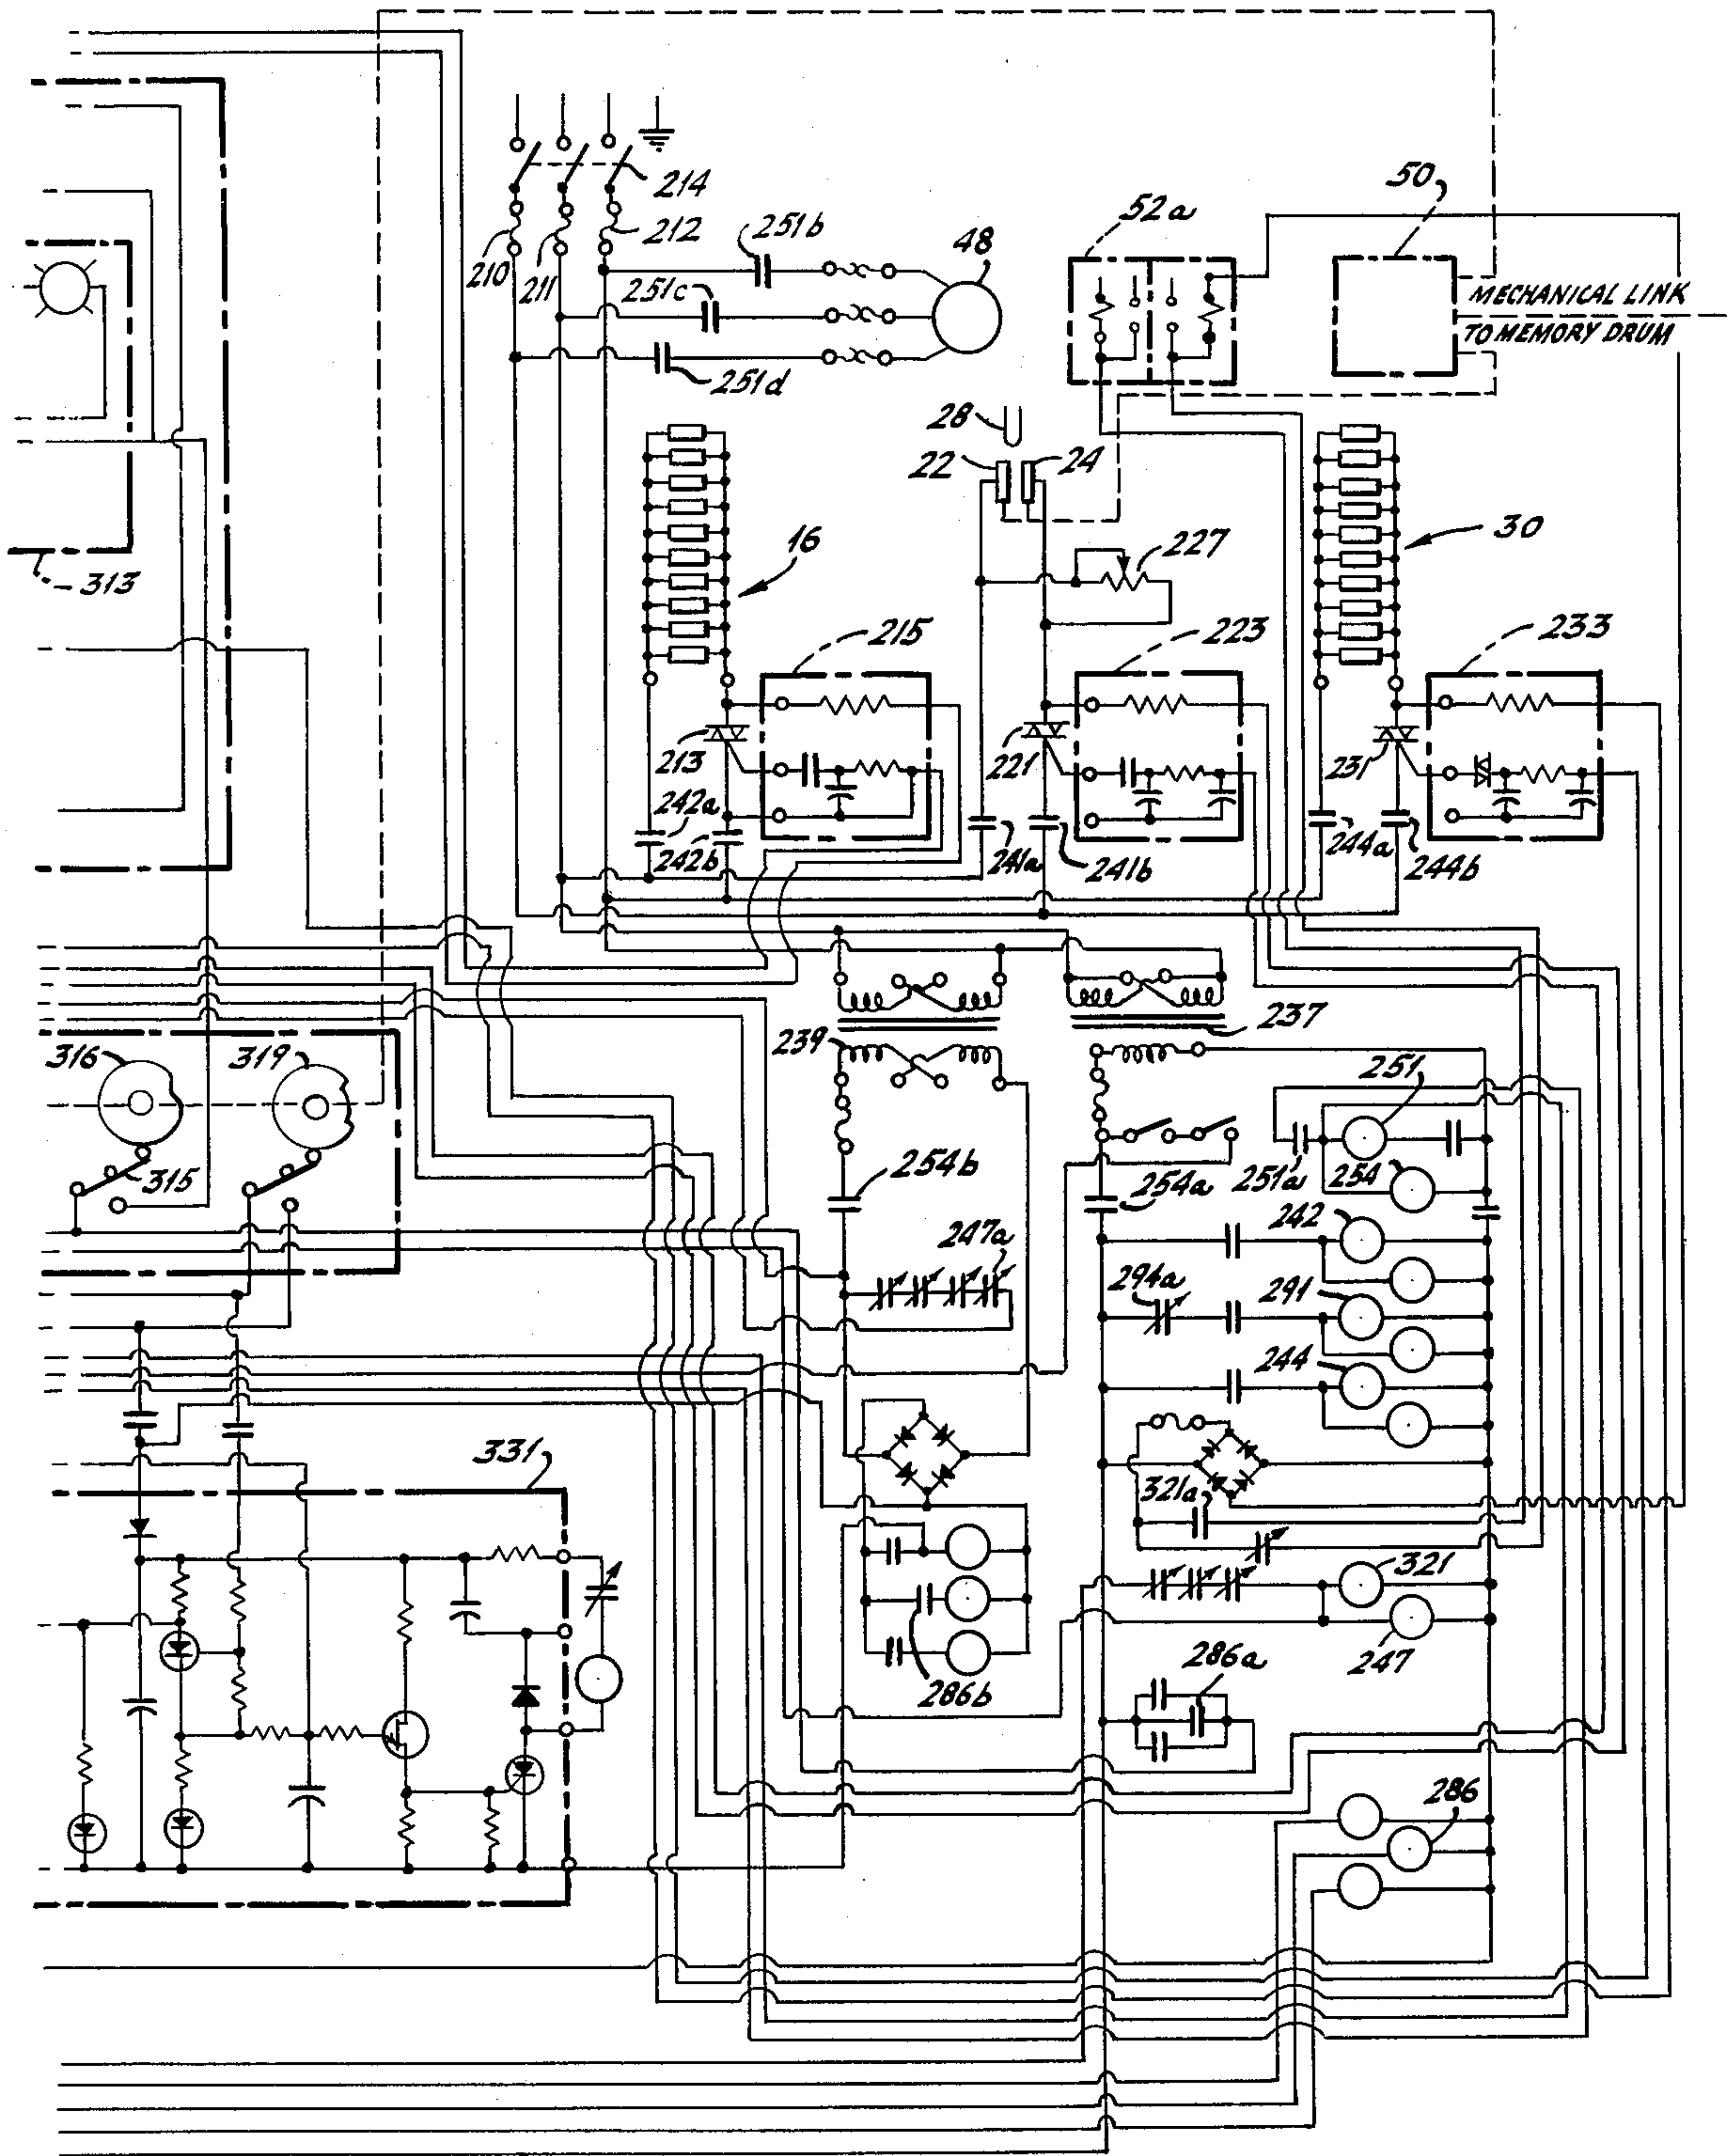 214
50
52a
251b
48
210
211
212
251c
MECHANICAL LINK
TO MEMORY DRUM
251d
28
22
24
16
227
30
313
215
223
233
213
221
231
242a
242b
241a
241b
244a
244b
239
237
316
319
251
315
254b
254a
251a
254
242
247a
294a
291
244
331
321a
321
286b
286a
247
286